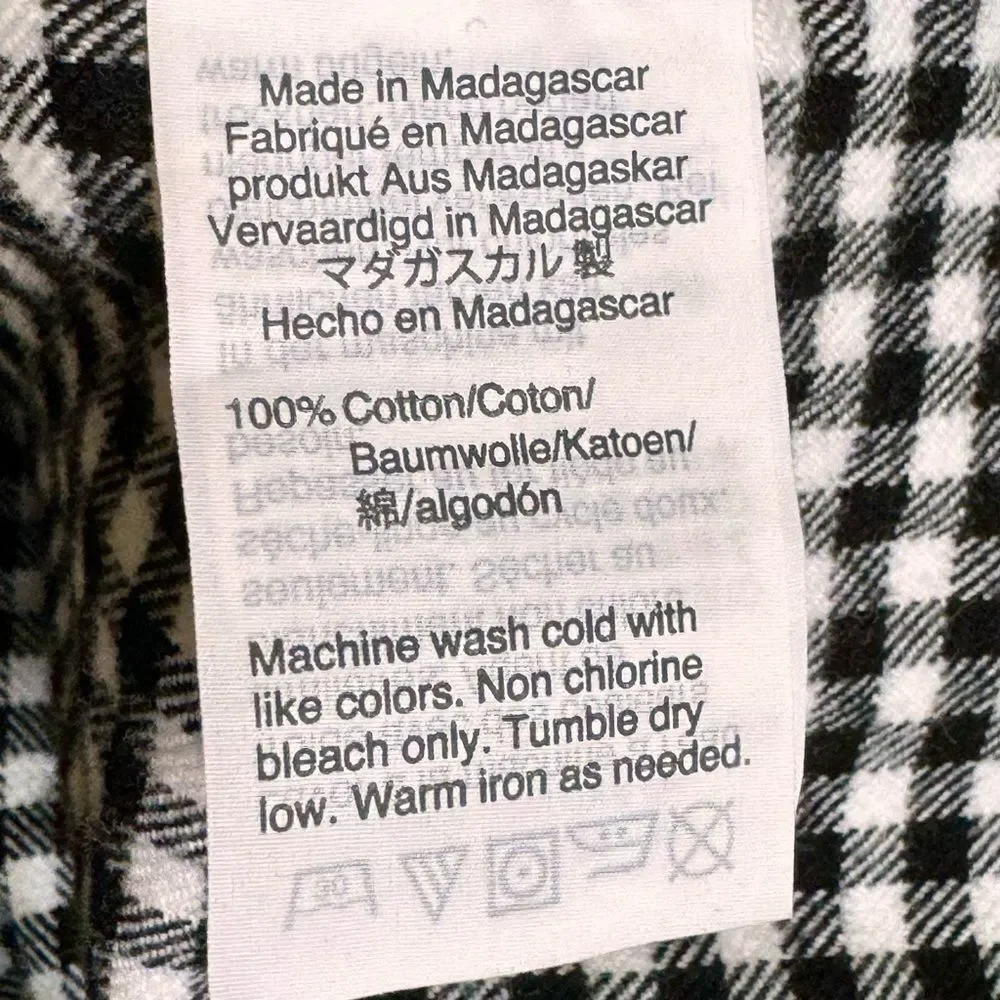 Made in Madagascar
Fabriqué en Madagascar
produkt Aus Madagaskar
Vervaardigd in Madagascar
マダガスカル製
Hecho en Madagascar
100% Cotton/Coton/
Baumwolle/Katoen/
綿/algodón
Machine wash cold with
like colors. Non chlorine
bleach only. Tumble dry
low. Warm iron as needed.